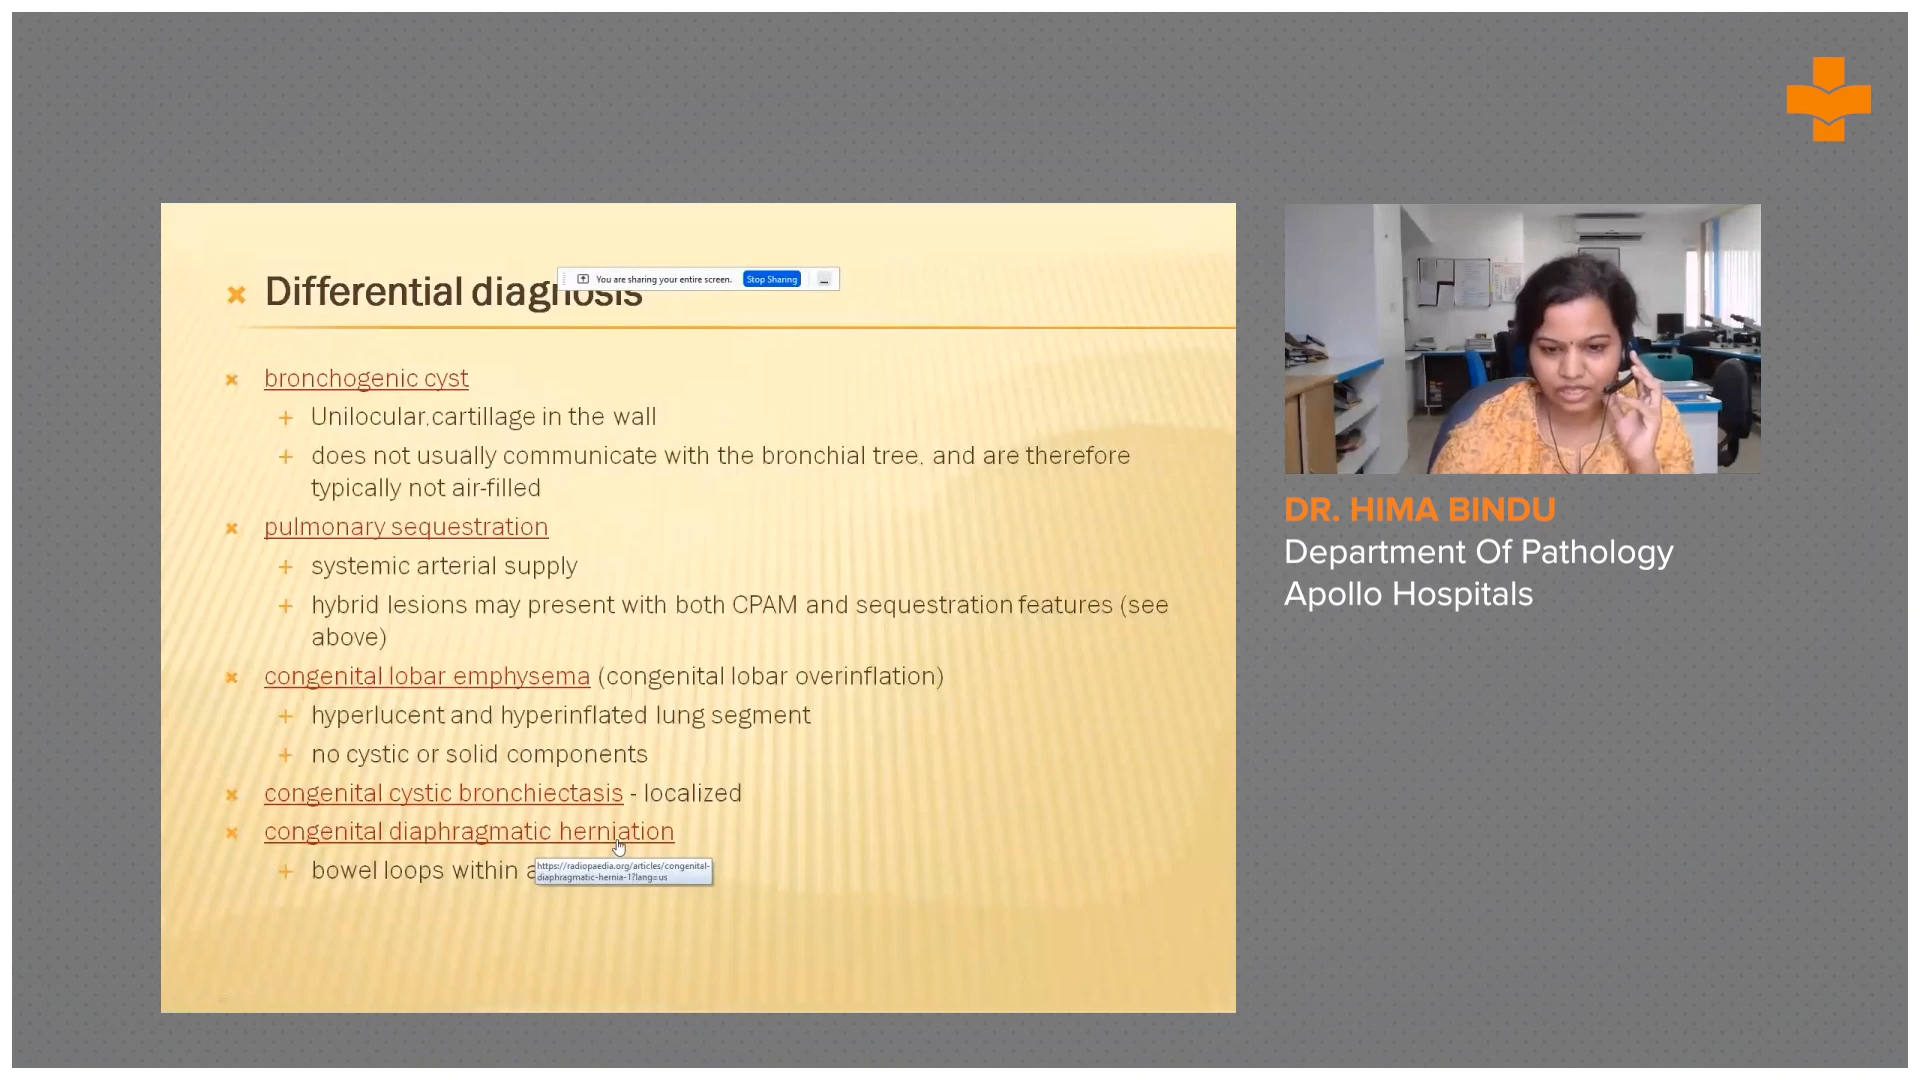 You are sharing your entire screen. Stop Sharing
Differential diagnosis
bronchogenic cyst
Unilocular,cartillage in the wall
does not usually communicate with the bronchial tree, and are therefore
typically not air-filled
pulmonary sequestration
systemic arterial supply
hybrid lesions may present with both CPAM and sequestration features (see
above)
congenital lobar emphysema (congenital lobar overinflation)
hyperlucent and hyperinflated lung segment
no cystic or solid components
congenital cystic bronchiectasis - localized
congenital diaphragmatic herniation
bowel loops within
https://radiopaedia.org/articles/congenital-
diaphragmatic-hernia-1?lang=us
DR. HIMA BINDU
Department Of Pathology
Apollo Hospitals